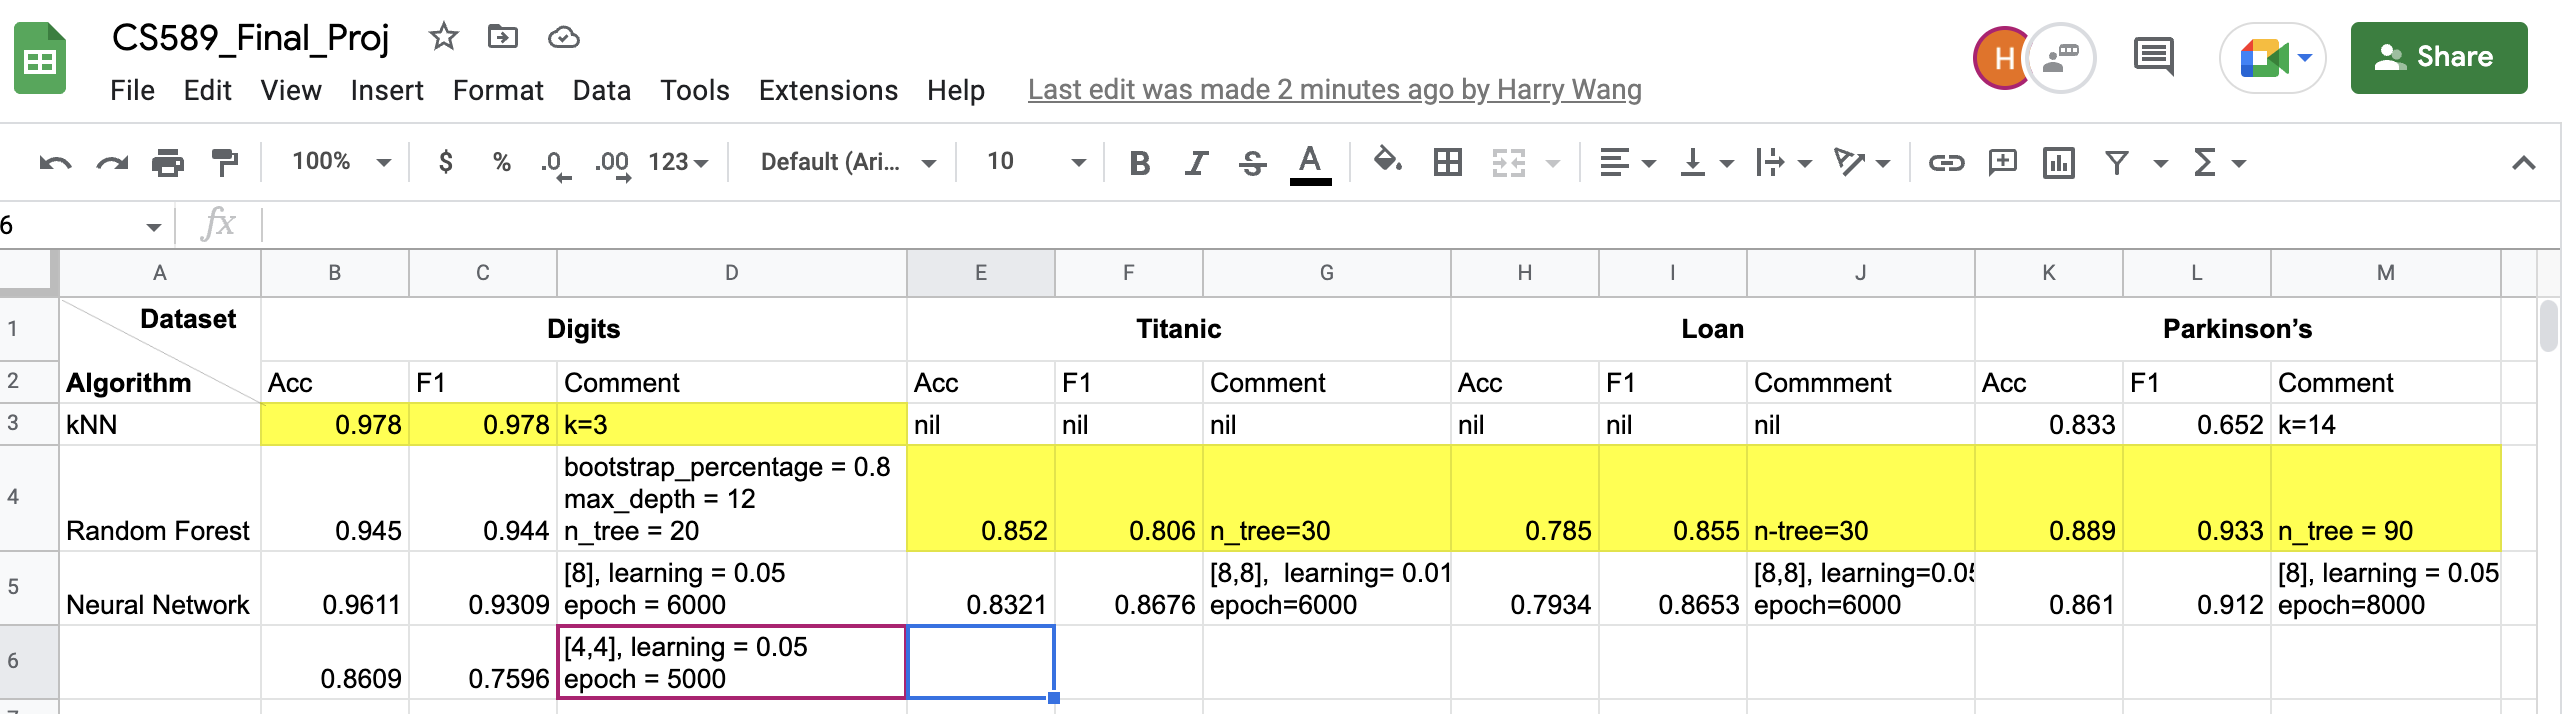 CS589_Final_Proj
H
Share
File Edit View Insert Format Data Tools Extensions Help Last edit was made 2 minutes ago by Harry Wang
100% $ % .0 .00 123 Default (Ari... 10 B I S A
6 fx
A B C D E F G H I J K L M
1 Dataset Digits Titanic Loan Parkinson's
2 Algorithm Acc F1 Comment Acc F1 Comment Acc F1 Commment Acc F1 Comment
3 kNN 0.978 0.978 k=3 nil nil nil nil nil nil 0.833 0.652 k=14
bootstrap_percentage = 0.8
4 max_depth = 12
Random Forest 0.945 0.944 n_tree = 20 0.852 0.806 n_tree=30 0.785 0.855 n-tree=30 0.889 0.933 n_tree = 90
5 [8], learning = 0.05 [8,8], learning= 0.01 [8,8], learning=0.05 [8], learning = 0.05
Neural Network 0.9611 0.9309 epoch = 6000 0.8321 0.8676 epoch=6000 0.7934 0.8653 epoch=6000 0.861 0.912 epoch=8000
6 [4,4], learning = 0.05
0.8609 0.7596 epoch = 5000